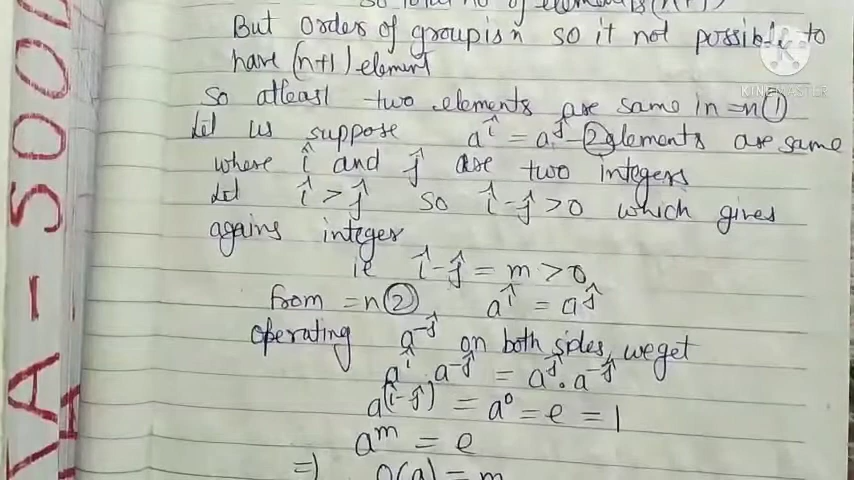 But Order of group is n so it not possible to
have (n+1) element
So atleast two elements are same in =n ①
Let us suppose a^i = a^j - ② elements are same
where i and j are two integers
Let i > j so i - j > 0 which gives
agains integer
ie i - j = m > 0
from =n ② a^i = a^j
operating a^-j on both sides, we get
a^i . a^-j = a^j . a^-j
a^(i-j) = a^0 = e = 1
a^m = e
=> O(a) = m
KINEMASTER